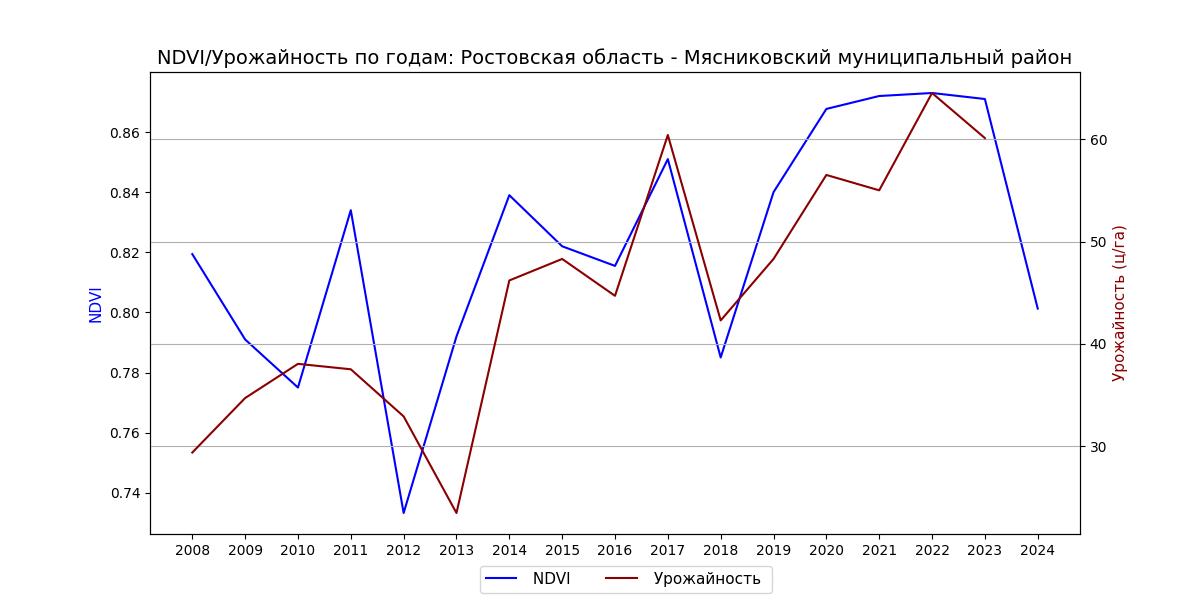 NDVI/Урожайность по годам: Ростовская область - Мясниковский муниципальный район
0.86
0.84
0.82
0.80
0.78
0.76
0.74
NDVI
60
50
40
30
Урожайность (ц/га)
2008 2009 2010 2011 2012 2013 2014 2015 2016 2017 2018 2019 2020 2021 2022 2023 2024
NDVI Урожайность